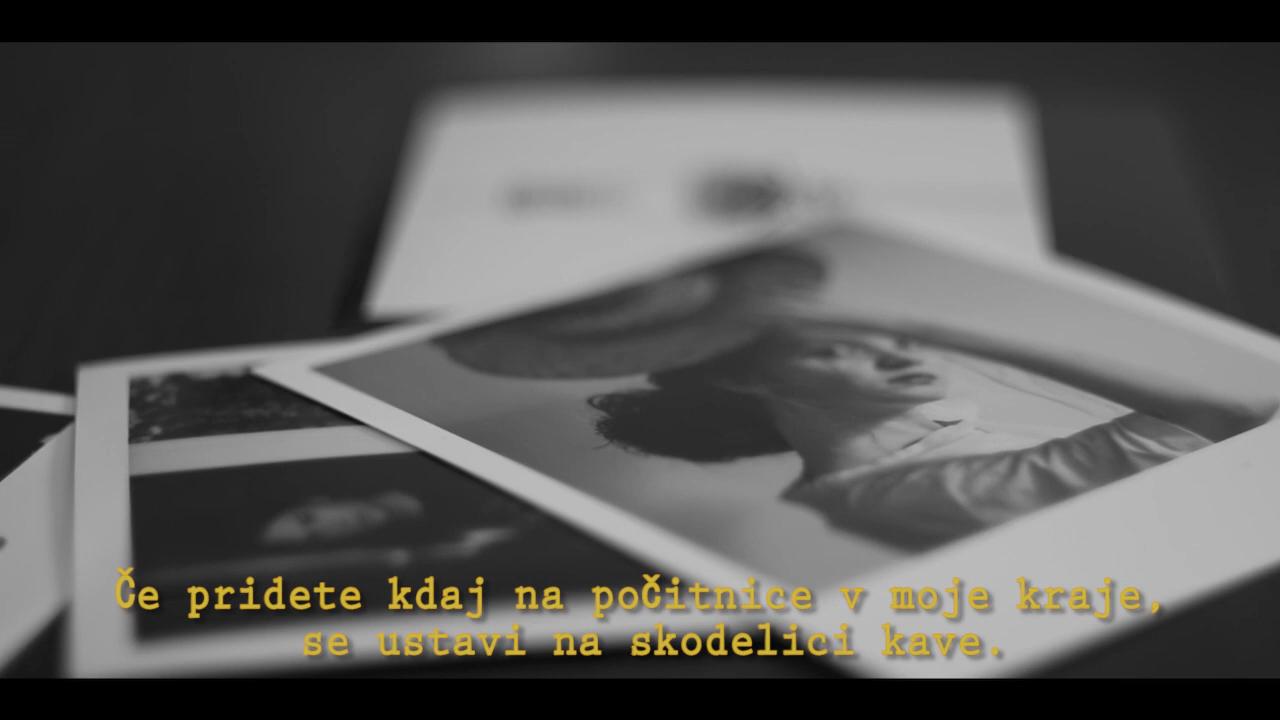 Če pridete kdaj na počitnice v moje kraje,
se ustavi na skodelici kave.